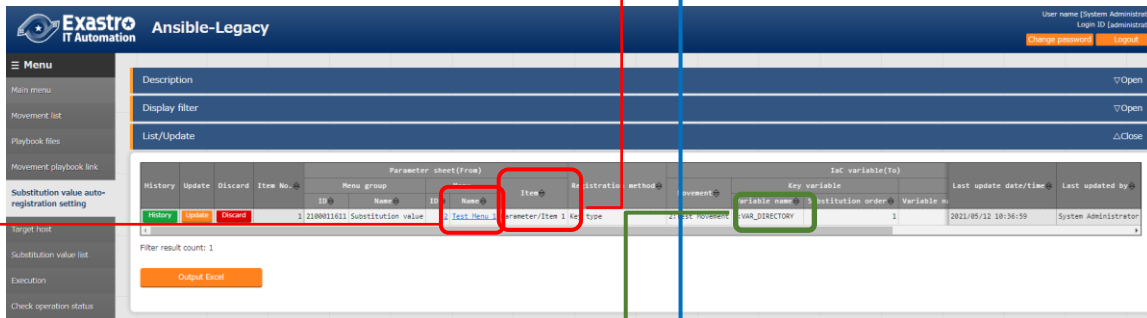 Exastro
IT Automation
Ansible-Legacy
User name [System Administrat
Login ID [administrat
Change password
Logout
☰ Menu
Main menu
Movement list
Playbook files
Movement playbook link
Substitution value auto-
registration setting
Target host
Substitution value list
Execution
Check operation status
Description
▽Open
Display filter
▽Open
List/Update
△Close
Parameter sheet(From)
IaC variable(To)
History Update Discard Item No. Menu group Item Registration method Movement Key variable Last update date/time Last updated by
ID Name ID Name Variable name Substitution order Variable
History Update Discard 1 2100011611 Substitution value 2 Test Menu 1 Parameter/Item 1 Key type Movement :VAR_DIRECTORY 1 2021/05/12 10:36:59 System Administrator
Filter result count: 1
Output Excel